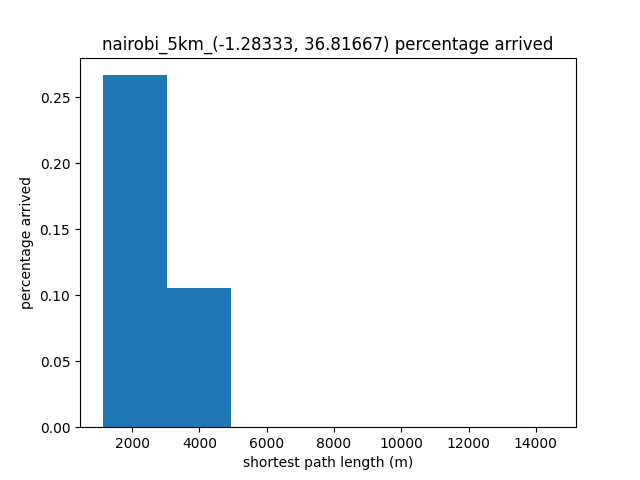 nairobi_5km_(-1.28333, 36.81667) percentage arrived
0.25
0.20
0.15
0.10
0.05
0.00
percentage arrived
2000 4000 6000 8000 10000 12000 14000
shortest path length (m)